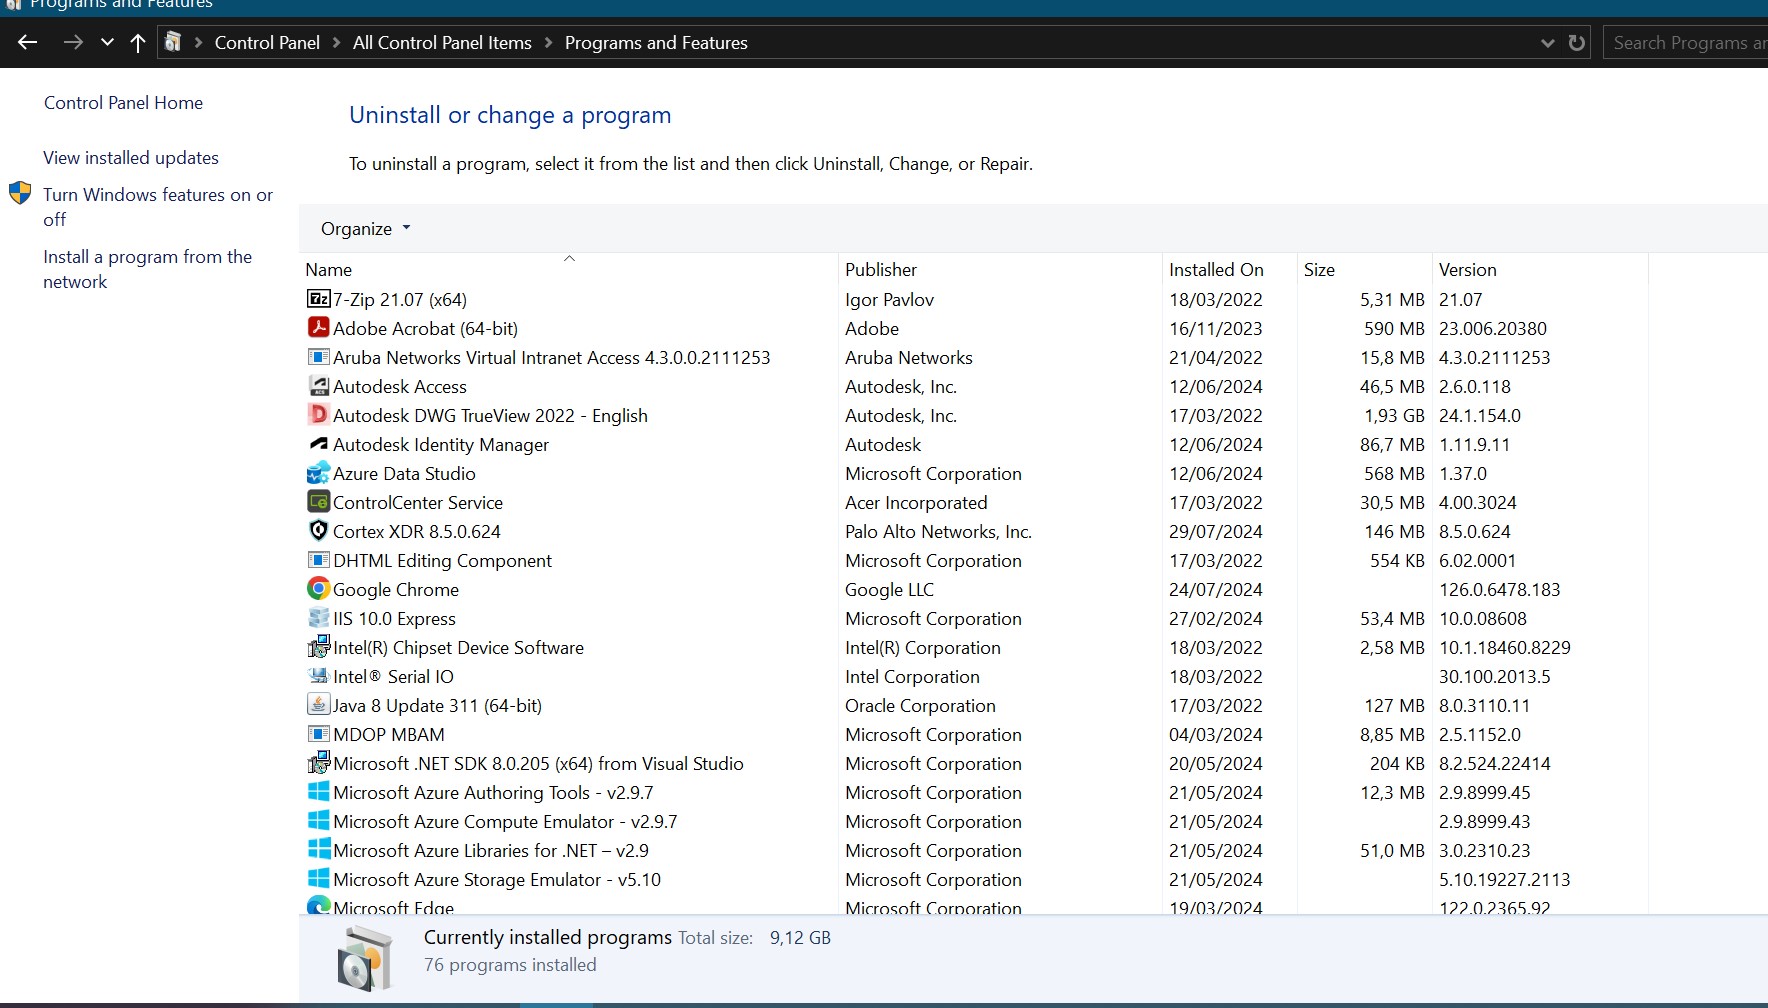 Programs and Features
Control Panel > All Control Panel Items > Programs and Features
Search Programs an
Control Panel Home
View installed updates
Turn Windows features on or
off
Install a program from the
network
Uninstall or change a program
To uninstall a program, select it from the list and then click Uninstall, Change, or Repair.
Organize
Name Publisher Installed On Size Version
7-Zip 21.07 (x64) Igor Pavlov 18/03/2022 5,31 MB 21.07
Adobe Acrobat (64-bit) Adobe 16/11/2023 590 MB 23.006.20380
Aruba Networks Virtual Intranet Access 4.3.0.0.2111253 Aruba Networks 21/04/2022 15,8 MB 4.3.0.2111253
Autodesk Access Autodesk, Inc. 12/06/2024 46,5 MB 2.6.0.118
Autodesk DWG TrueView 2022 - English Autodesk, Inc. 17/03/2022 1,93 GB 24.1.154.0
Autodesk Identity Manager Autodesk 12/06/2024 86,7 MB 1.11.9.11
Azure Data Studio Microsoft Corporation 12/06/2024 568 MB 1.37.0
ControlCenter Service Acer Incorporated 17/03/2022 30,5 MB 4.00.3024
Cortex XDR 8.5.0.624 Palo Alto Networks, Inc. 29/07/2024 146 MB 8.5.0.624
DHTML Editing Component Microsoft Corporation 17/03/2022 554 KB 6.02.0001
Google Chrome Google LLC 24/07/2024 126.0.6478.183
IIS 10.0 Express Microsoft Corporation 27/02/2024 53,4 MB 10.0.08608
Intel(R) Chipset Device Software Intel(R) Corporation 18/03/2022 2,58 MB 10.1.18460.8229
Intel® Serial IO Intel Corporation 18/03/2022 30.100.2013.5
Java 8 Update 311 (64-bit) Oracle Corporation 17/03/2022 127 MB 8.0.3110.11
MDOP MBAM Microsoft Corporation 04/03/2024 8,85 MB 2.5.1152.0
Microsoft .NET SDK 8.0.205 (x64) from Visual Studio Microsoft Corporation 20/05/2024 204 KB 8.2.524.22414
Microsoft Azure Authoring Tools - v2.9.7 Microsoft Corporation 21/05/2024 12,3 MB 2.9.8999.45
Microsoft Azure Compute Emulator - v2.9.7 Microsoft Corporation 21/05/2024 2.9.8999.43
Microsoft Azure Libraries for .NET – v2.9 Microsoft Corporation 21/05/2024 51,0 MB 3.0.2310.23
Microsoft Azure Storage Emulator - v5.10 Microsoft Corporation 21/05/2024 5.10.19227.2113
Microsoft Edge Microsoft Corporation 19/03/2024 122.0.2365.92
Currently installed programs Total size: 9,12 GB
76 programs installed